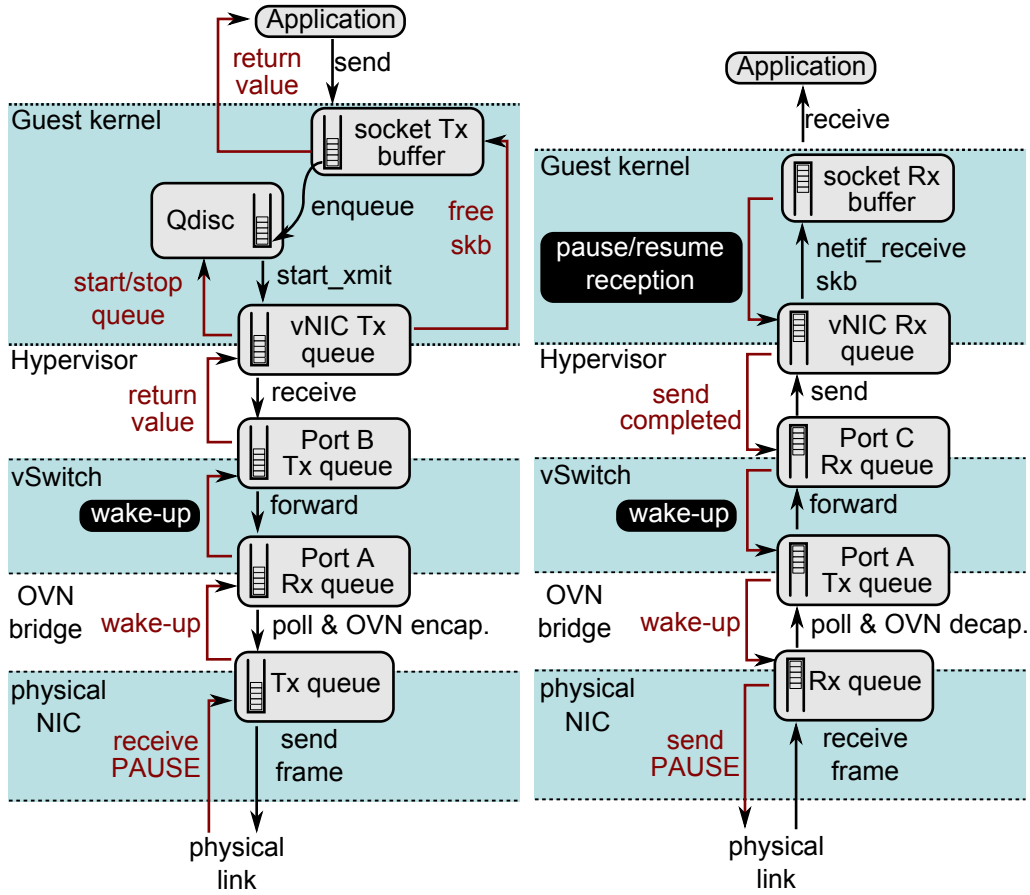 Application
return
value
send
Guest kernel
socket Tx
buffer
enqueue
Qdisc
free
skb
start/stop
queue
start_xmit
vNIC Tx
queue
Hypervisor
return
value
receive
Port B
Tx queue
vSwitch
wake-up
forward
Port A
Rx queue
OVN
bridge
wake-up
poll & OVN encap.
Tx queue
physical
NIC
receive
PAUSE
send
frame
physical
link
Application
receive
Guest kernel
socket Rx
buffer
pause/resume
reception
netif_receive
skb
vNIC Rx
queue
Hypervisor
send
completed
send
Port C
Rx queue
vSwitch
wake-up
forward
Port A
Tx queue
OVN
bridge
wake-up
poll & OVN decap.
Rx queue
physical
NIC
send
PAUSE
receive
frame
physical
link